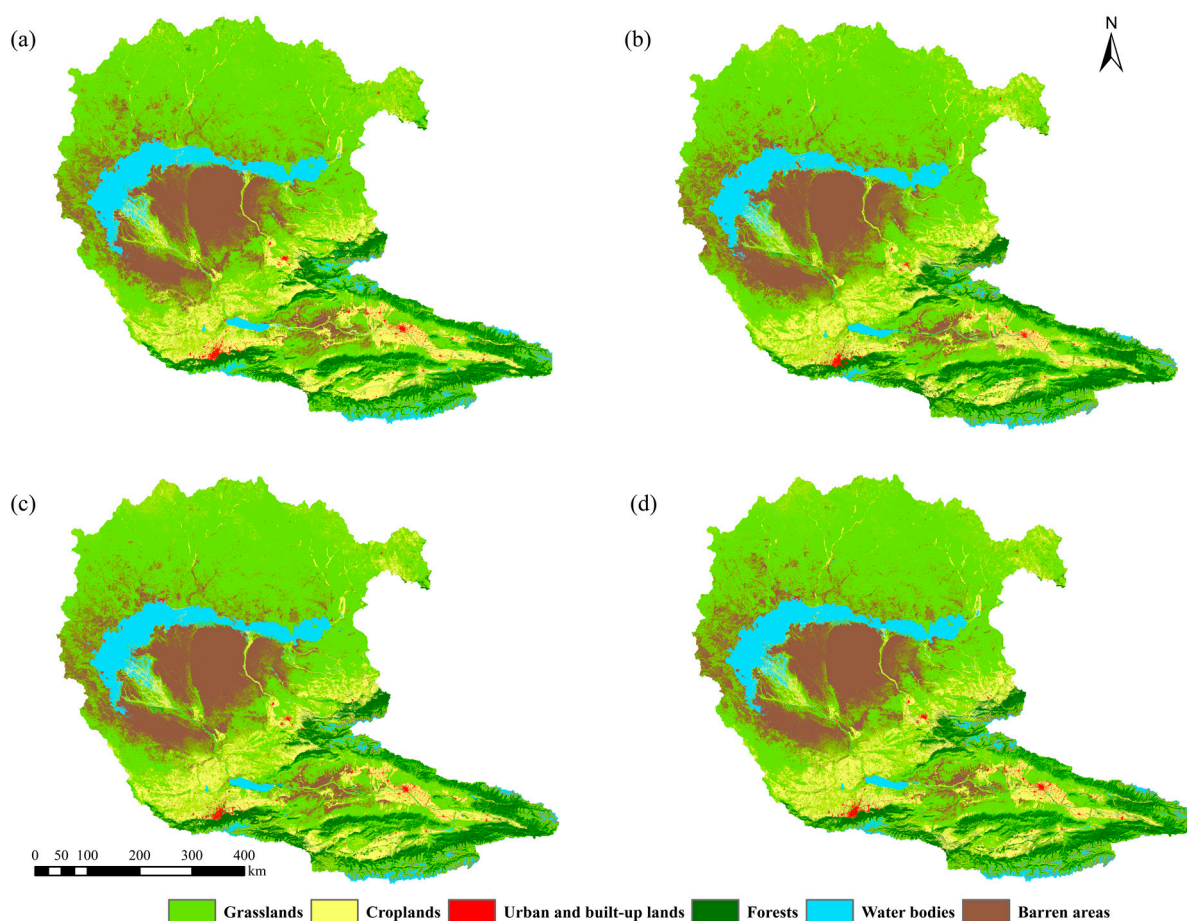 (a)
(b)
N
(c)
(d)
0 50 100 200 300 400
km
Grasslands Croplands Urban and built-up lands Forests Water bodies Barren areas